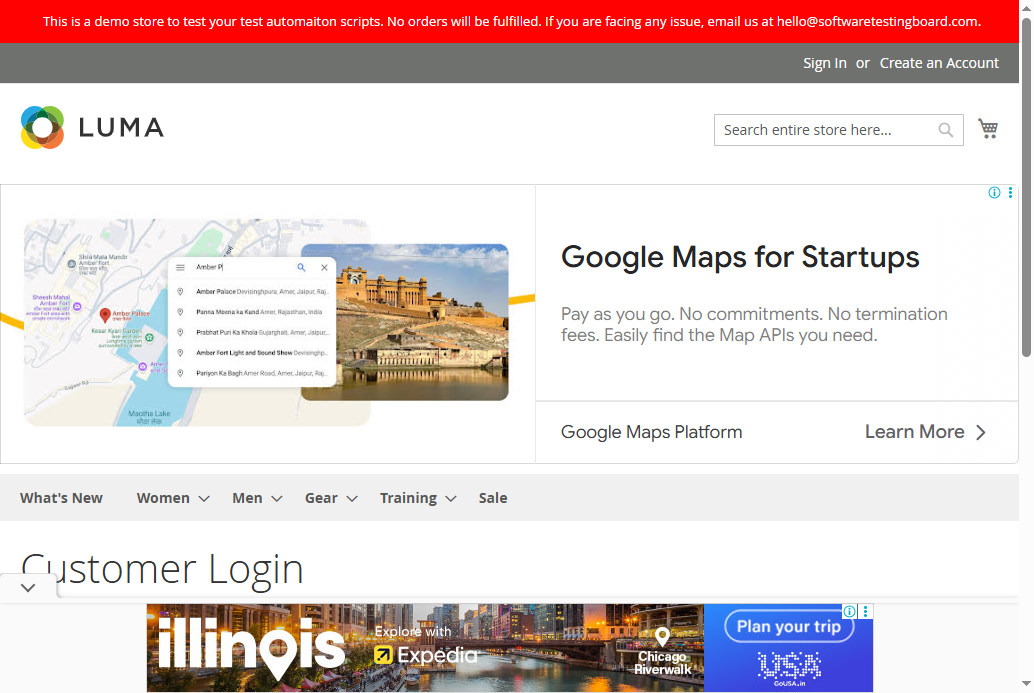 This is a demo store to test your test automaiton scripts. No orders will be fulfilled. If you are facing any issue, email us at hello@softwaretestingboard.com.
Sign In or Create an Account
LUMA
Search entire store here...
Google Maps for Startups
Pay as you go. No commitments. No termination
fees. Easily find the Map APIs you need.
Google Maps Platform
Learn More
Shila Mata Mandir
Amber Fort
Sheesh Mahal
Amber Fort
Amber Palace
Kesar Kyari Garden
Maotha Lake
Amber P
Amber Palace Devisinghpura, Amer, Jaipur, Raj..
Panna Meena ka Kund Amer, Rajasthan, India
Prabhat Puri Ka Khola Gujarghati, Amer, Jaipur,...
Amber Fort Light and Sound Show Devisinghp..
Pariyon Ka Bagh Amer Road, Amer, Jaipur, Raj..
What's New
Women
Men
Gear
Training
Sale
Customer Login
illinois
Explore with
Expedia
Chicago
Riverwalk
Plan your trip
USA
GoUSA.in